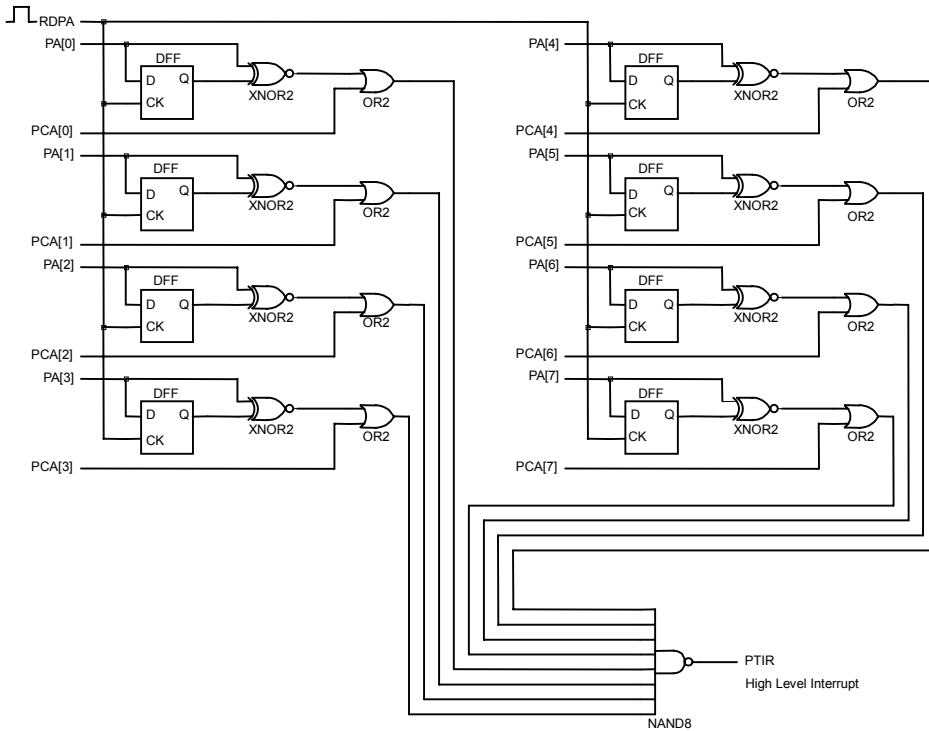 RDPA
PA[0]
DFF
D Q
CK
XNOR2
OR2
PCA[0]
PA[1]
DFF
D Q
CK
XNOR2
OR2
PCA[1]
PA[2]
DFF
D Q
CK
XNOR2
OR2
PCA[2]
PA[3]
DFF
D Q
CK
XNOR2
OR2
PCA[3]
PA[4]
DFF
D Q
CK
XNOR2
OR2
PCA[4]
PA[5]
DFF
D Q
CK
XNOR2
OR2
PCA[5]
PA[6]
DFF
D Q
CK
XNOR2
OR2
PCA[6]
PA[7]
DFF
D Q
CK
XNOR2
OR2
PCA[7]
PTIR
High Level Interrupt
NAND8